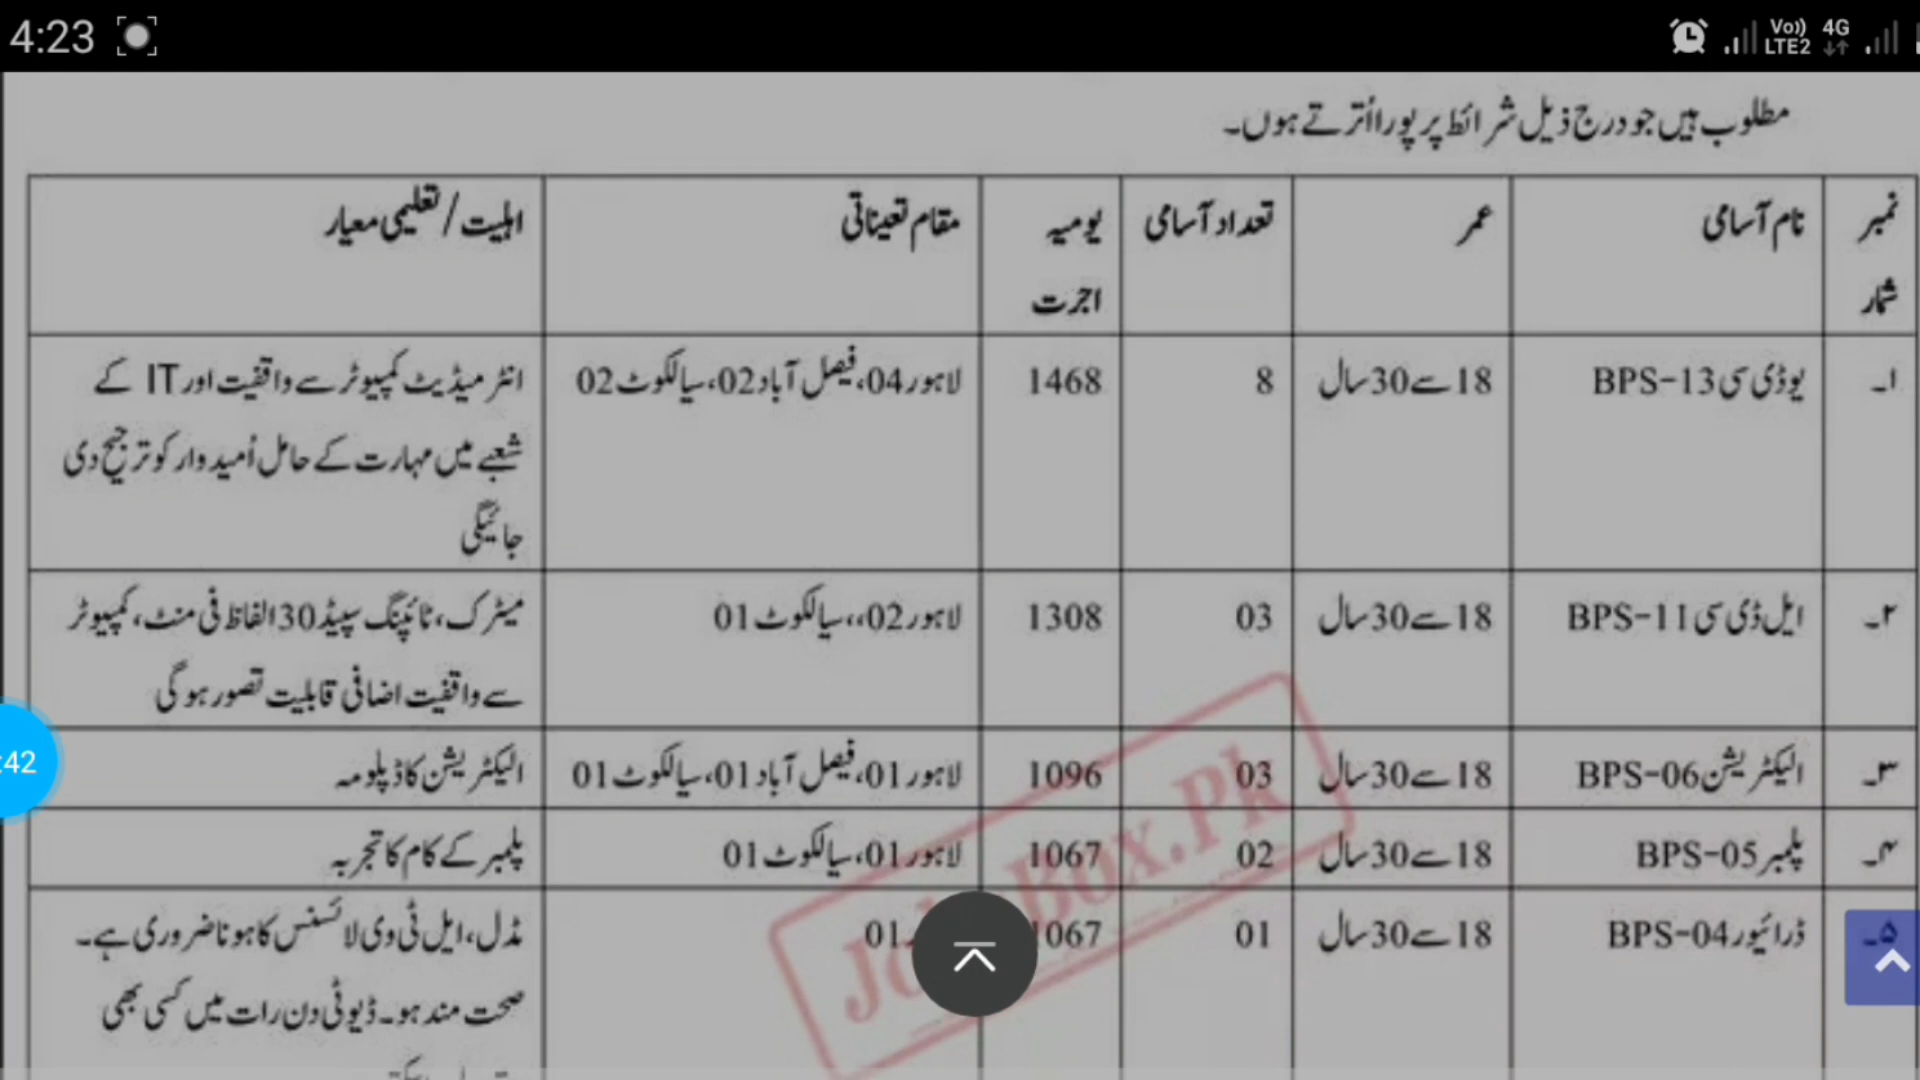 4:23
Vo)) 4G
LTE2
مطلوب ہیں جو درج ذیل شرائط پر پورا اُترتے ہوں۔
نمبر شمار نام آسامی عمر تعداد آسامی یومیہ اجرت مقام تعیناتی اہلیت/تعلیمی معیار
۱۔ یو ڈی سی BPS-13 18 سے 30 سال 8 1468 لاہور 04، فیصل آباد 02، سیالکوٹ 02 انٹر میڈیٹ کمپیوٹر سے واقفیت اور IT کے
شعبے میں مہارت کے حامل اُمیدوار کو ترجیح دی
جائیگی
۲۔ ایل ڈی سی BPS-11 18 سے 30 سال 03 1308 لاہور 02،، سیالکوٹ 01 میٹرک، ٹائپنگ سپیڈ 30 الفاظ فی منٹ، کمپیوٹر
سے واقفیت اضافی قابلیت تصور ہوگی
۳۔ الیکٹریشن BPS-06 18 سے 30 سال 03 1096 لاہور 01، فیصل آباد 01، سیالکوٹ 01 الیکٹریشن کا ڈپلومہ
۴۔ پلمبر BPS-05 18 سے 30 سال 02 1067 لاہور 01، سیالکوٹ 01 پلمبر کے کام کا تجربہ
۵۔ ڈرائیور BPS-04 18 سے 30 سال 01 1067 01 مڈل، ایل ٹی وی لائسنس کا ہونا ضروری ہے۔
صحت مند ہو۔ ڈیوٹی دن رات میں کسی بھی
:42